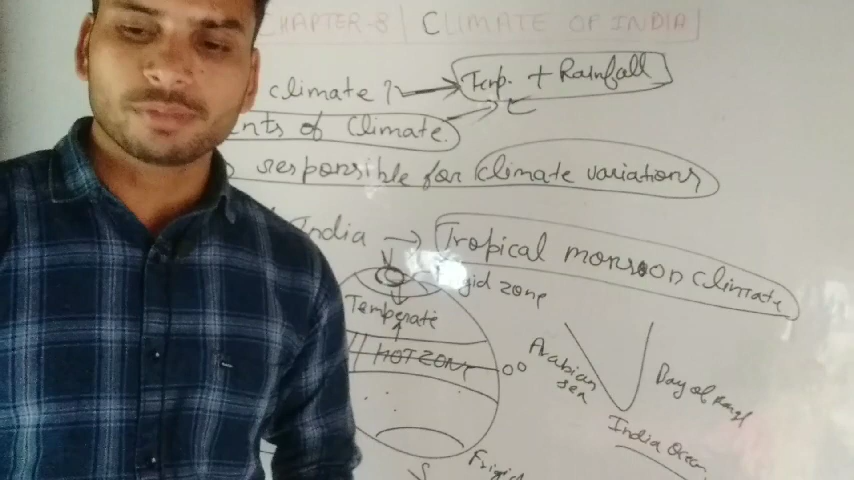 CHAPTER-8 | CLIMATE OF INDIA
climate ? → Temp. + Rainfall
nts of Climate.
s responsible for climate variations
India → Tropical monsoon Climate
Frigid zone
Temperate
HOT ZONE
0°
Arabian
sea
Bay of
India Ocean
Frigid
S